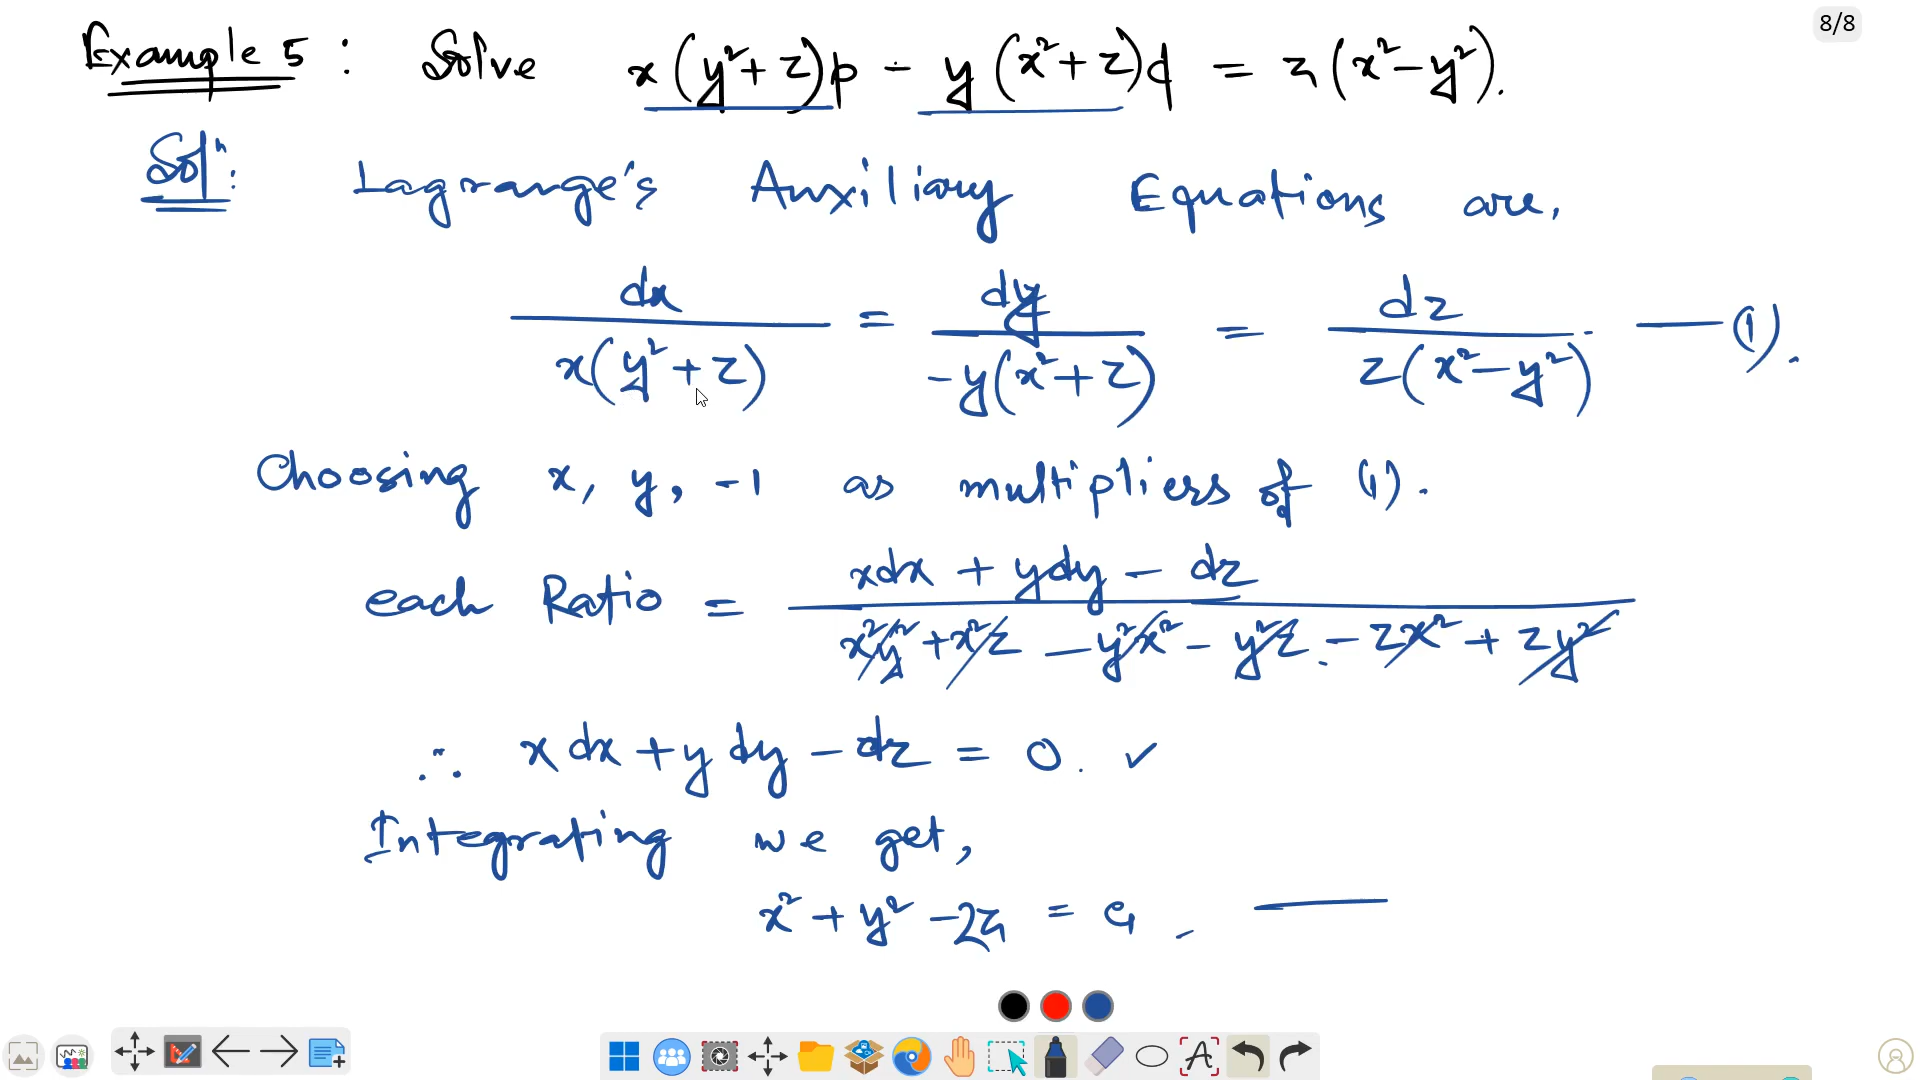 8/8
Example 5 : Solve x(y²+z)p - y(x²+z)q = z(x²-y²).
Solⁿ: Lagrange's Auxiliary Equations are,
dx/x(y²+z) = dy/-y(x²+z) = dz/z(x²-y²) —(1).
Choosing x, y, -1 as multipliers of (1).
each Ratio = xdx + ydy - dz/x²y² + x²z - y²x² - y²z - zx² + zy²
∴ x dx + y dy - dz = 0. ✓
Integrating we get,
x² + y² - 2z = c₁ —